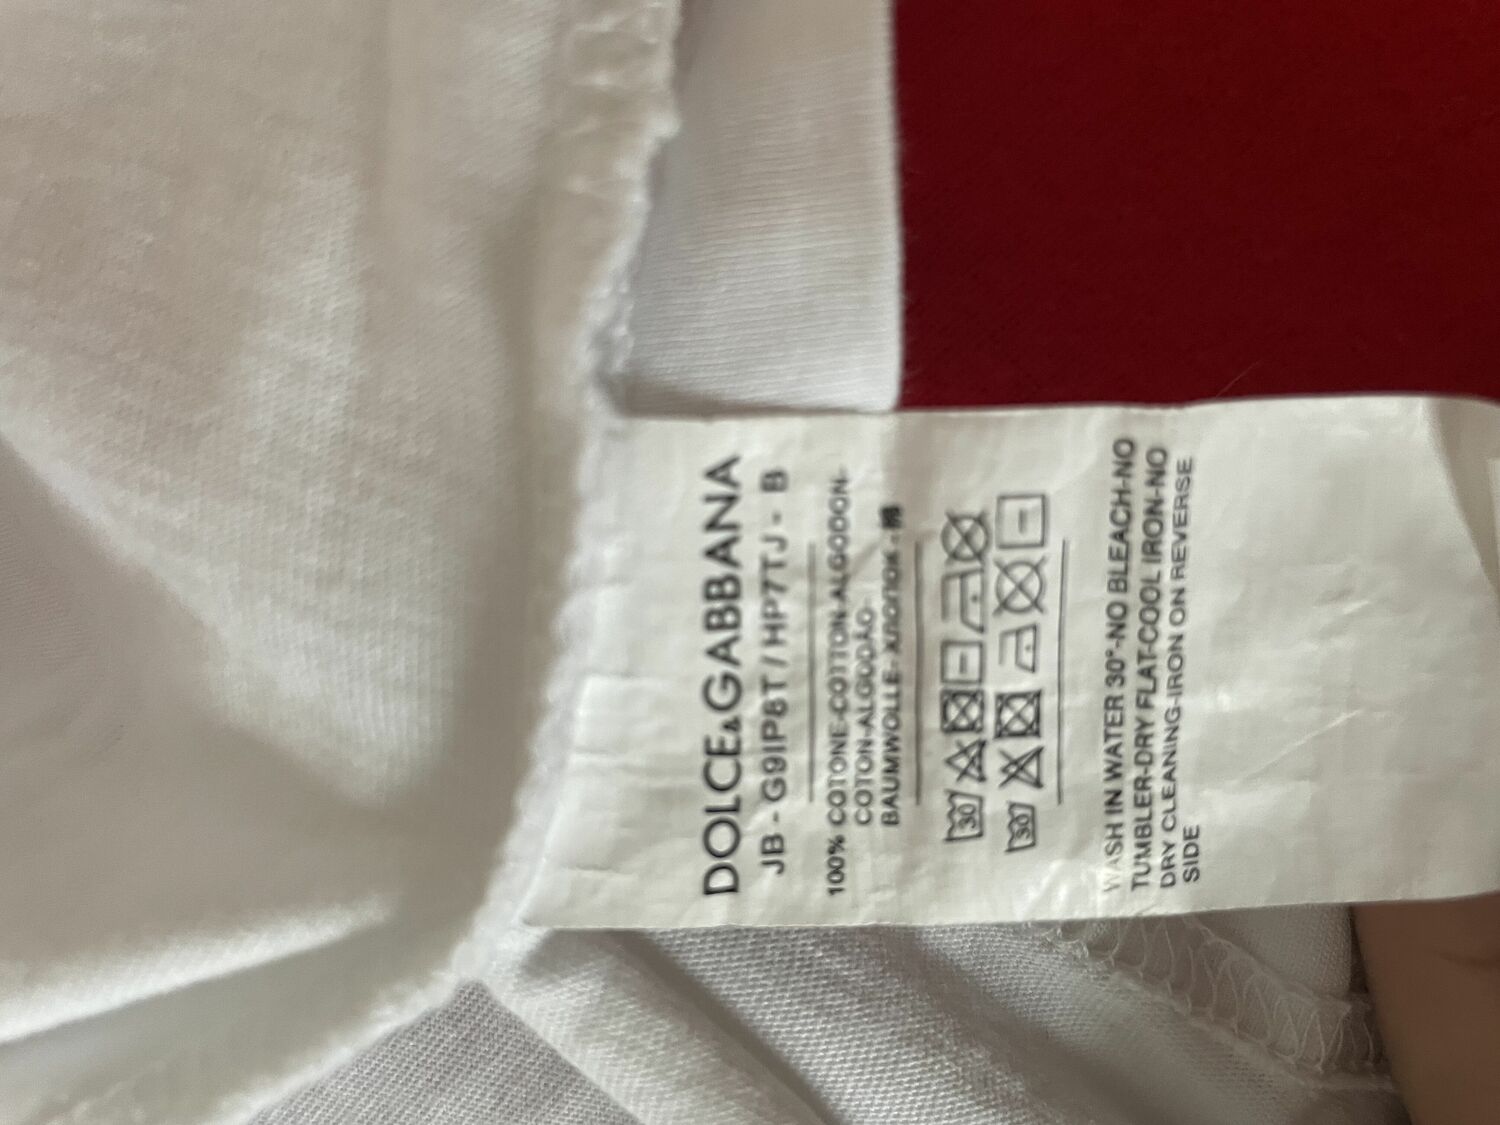 DOLCE&GABBANA
JB - G9IP8T / HP7TJ - B
100% COTONE-COTTON-ALGODON-
COTON-ALGODÃO-
BAUMWOLLE- ХЛОПОК -棉
30
30
WASH IN WATER 30°-NO BLEACH-NO
TUMBLER-DRY FLAT-COOL IRON-NO
DRY CLEANING-IRON ON REVERSE
SIDE